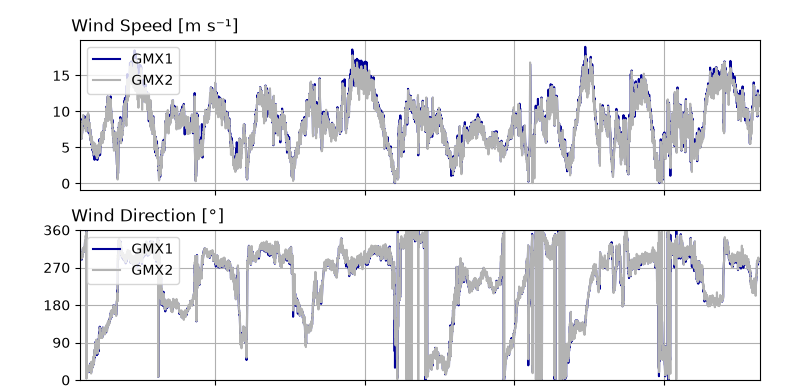 Wind Speed [m s⁻¹]
GMX1
GMX2
15
10
5
0
Wind Direction [°]
GMX1
GMX2
360
270
180
90
0